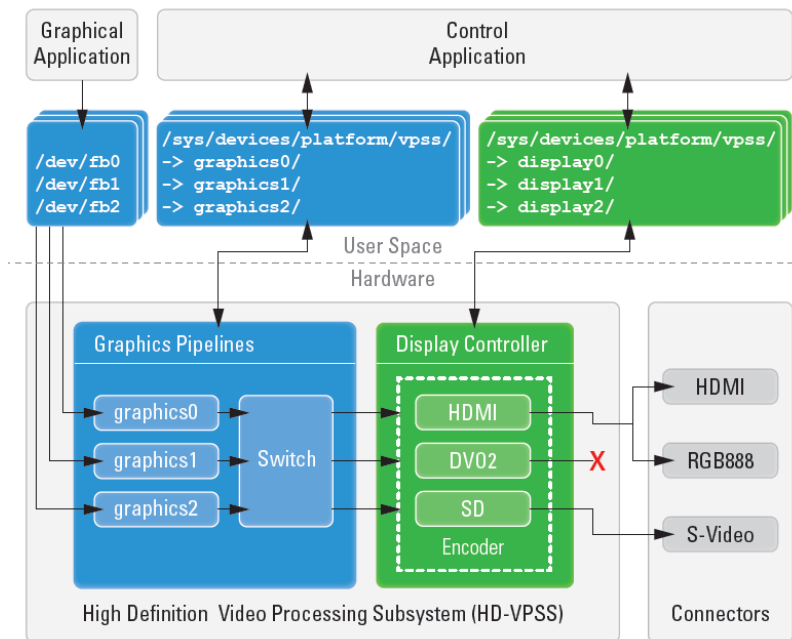 Graphical
Application
Control
Application
/dev/fb0
/dev/fb1
/dev/fb2
/sys/devices/platform/vpss/
-> graphics0/
-> graphics1/
-> graphics2/
/sys/devices/platform/vpss/
-> display0/
-> display1/
-> display2/
User Space
Hardware
Graphics Pipelines
graphics0
graphics1
graphics2
Switch
Display Controller
HDMI
DVO2
SD
Encoder
X
HDMI
RGB888
S-Video
High Definition Video Processing Subsystem (HD-VPSS)
Connectors